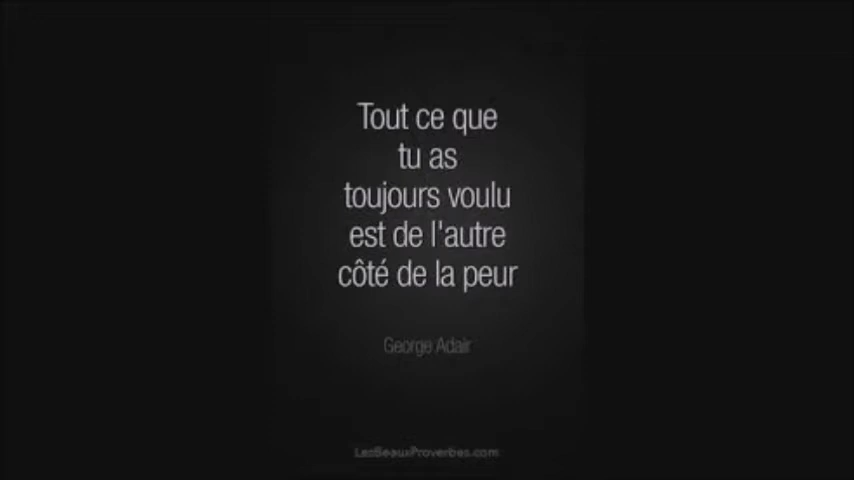 Tout ce que
tu as
toujours voulu
est de l'autre
côté de la peur
George Adair
LesBeauxProverbes.com